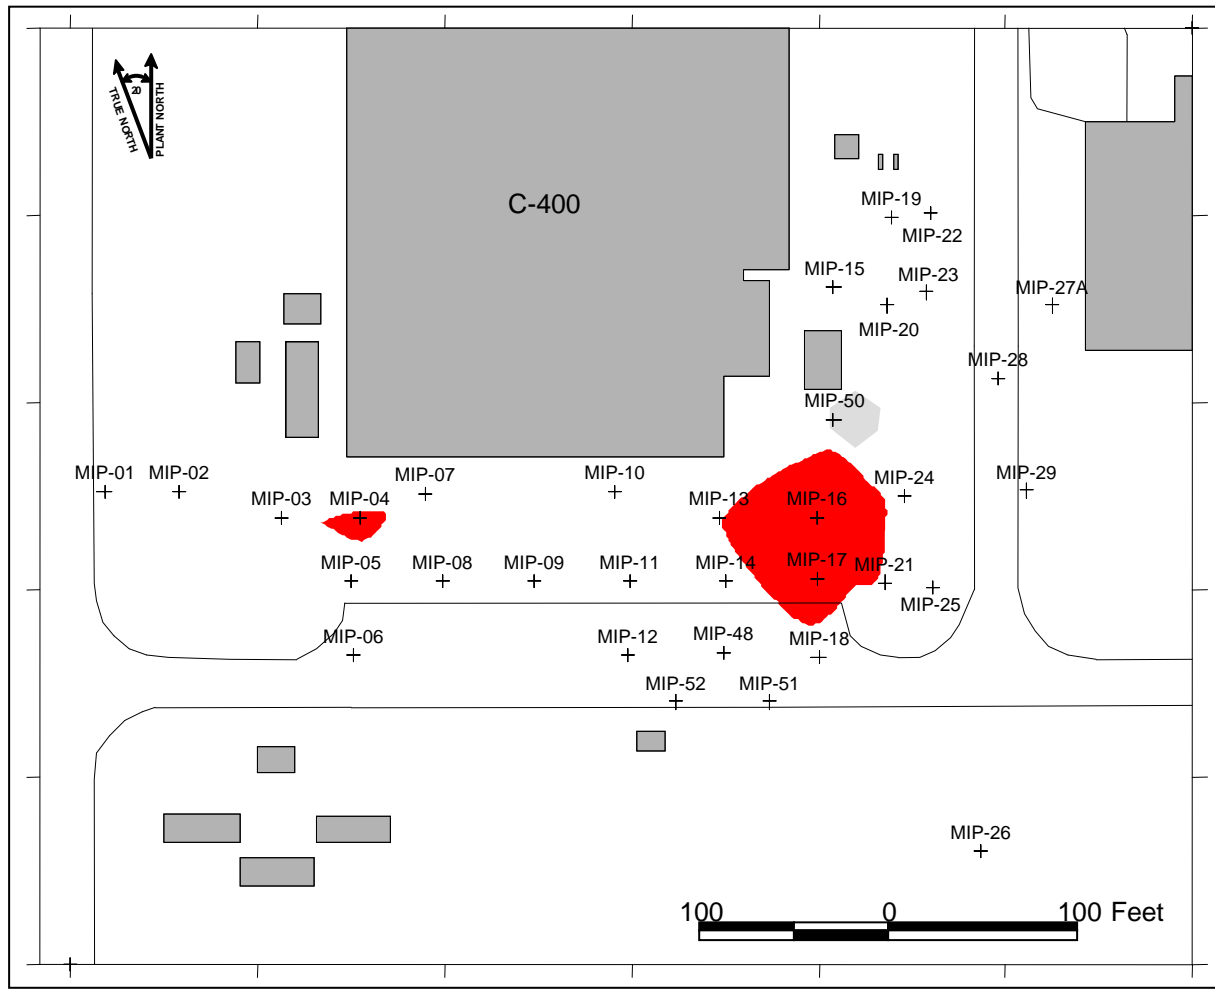 20
TRUE NORTH
PLANT NORTH
C-400
MIP-19
MIP-22
MIP-15
MIP-23
MIP-27A
MIP-20
MIP-28
MIP-50
MIP-01
MIP-02
MIP-07
MIP-10
MIP-24
MIP-29
MIP-03
MIP-04
MIP-13
MIP-16
MIP-05
MIP-08
MIP-09
MIP-11
MIP-14
MIP-17
MIP-21
MIP-25
MIP-06
MIP-12
MIP-48
MIP-18
MIP-52
MIP-51
MIP-26
100 0 100 Feet